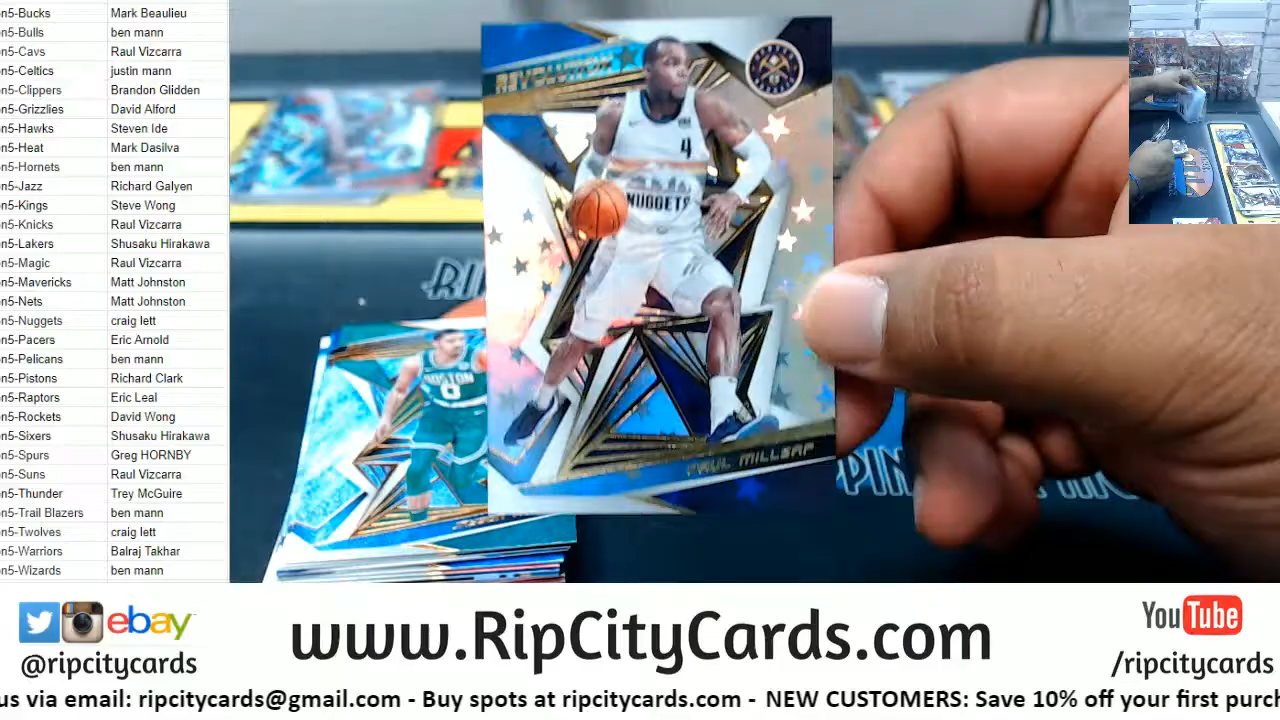 n5-Bucks Mark Beaulieu
n5-Bulls ben mann
n5-Cavs Raul Vizcarra
n5-Celtics justin mann
n5-Clippers Brandon Glidden
n5-Grizzlies David Alford
n5-Hawks Steven Ide
n5-Heat Mark Dasilva
n5-Hornets ben mann
n5-Jazz Richard Galyen
n5-Kings Steve Wong
n5-Knicks Raul Vizcarra
n5-Lakers Shusaku Hirakawa
n5-Magic Raul Vizcarra
n5-Mavericks Matt Johnston
n5-Nets Matt Johnston
n5-Nuggets craig lett
n5-Pacers Eric Arnold
n5-Pelicans ben mann
n5-Pistons Richard Clark
n5-Raptors Eric Leal
n5-Rockets David Wong
n5-Sixers Shusaku Hirakawa
n5-Spurs Greg HORNBY
n5-Suns Raul Vizcarra
n5-Thunder Trey McGuire
n5-Trail Blazers ben mann
n5-Twolves craig lett
n5-Warriors Balraj Takhar
n5-Wizards ben mann
REVOLUTION
4
NUGGETS
PAUL MILLSAP
BOSTON
0
ebay
@ripcitycards
www.RipCityCards.com
YouTube
/ripcitycards
us via email: ripcitycards@gmail.com - Buy spots at ripcitycards.com - NEW CUSTOMERS: Save 10% off your first purch